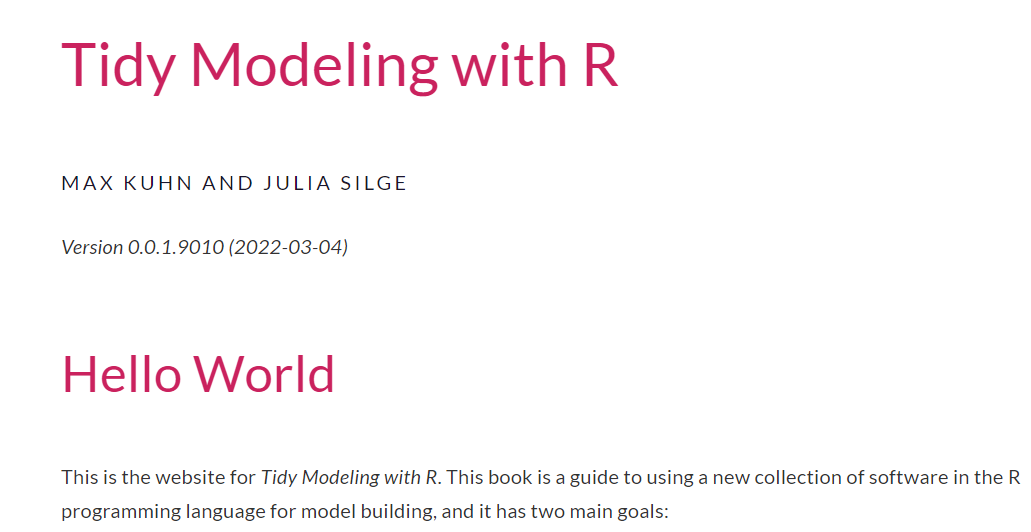 Tidy Modeling with R
MAX KUHN AND JULIA SILGE
Version 0.0.1.9010 (2022-03-04)
Hello World
This is the website for Tidy Modeling with R. This book is a guide to using a new collection of software in the R
programming language for model building, and it has two main goals: